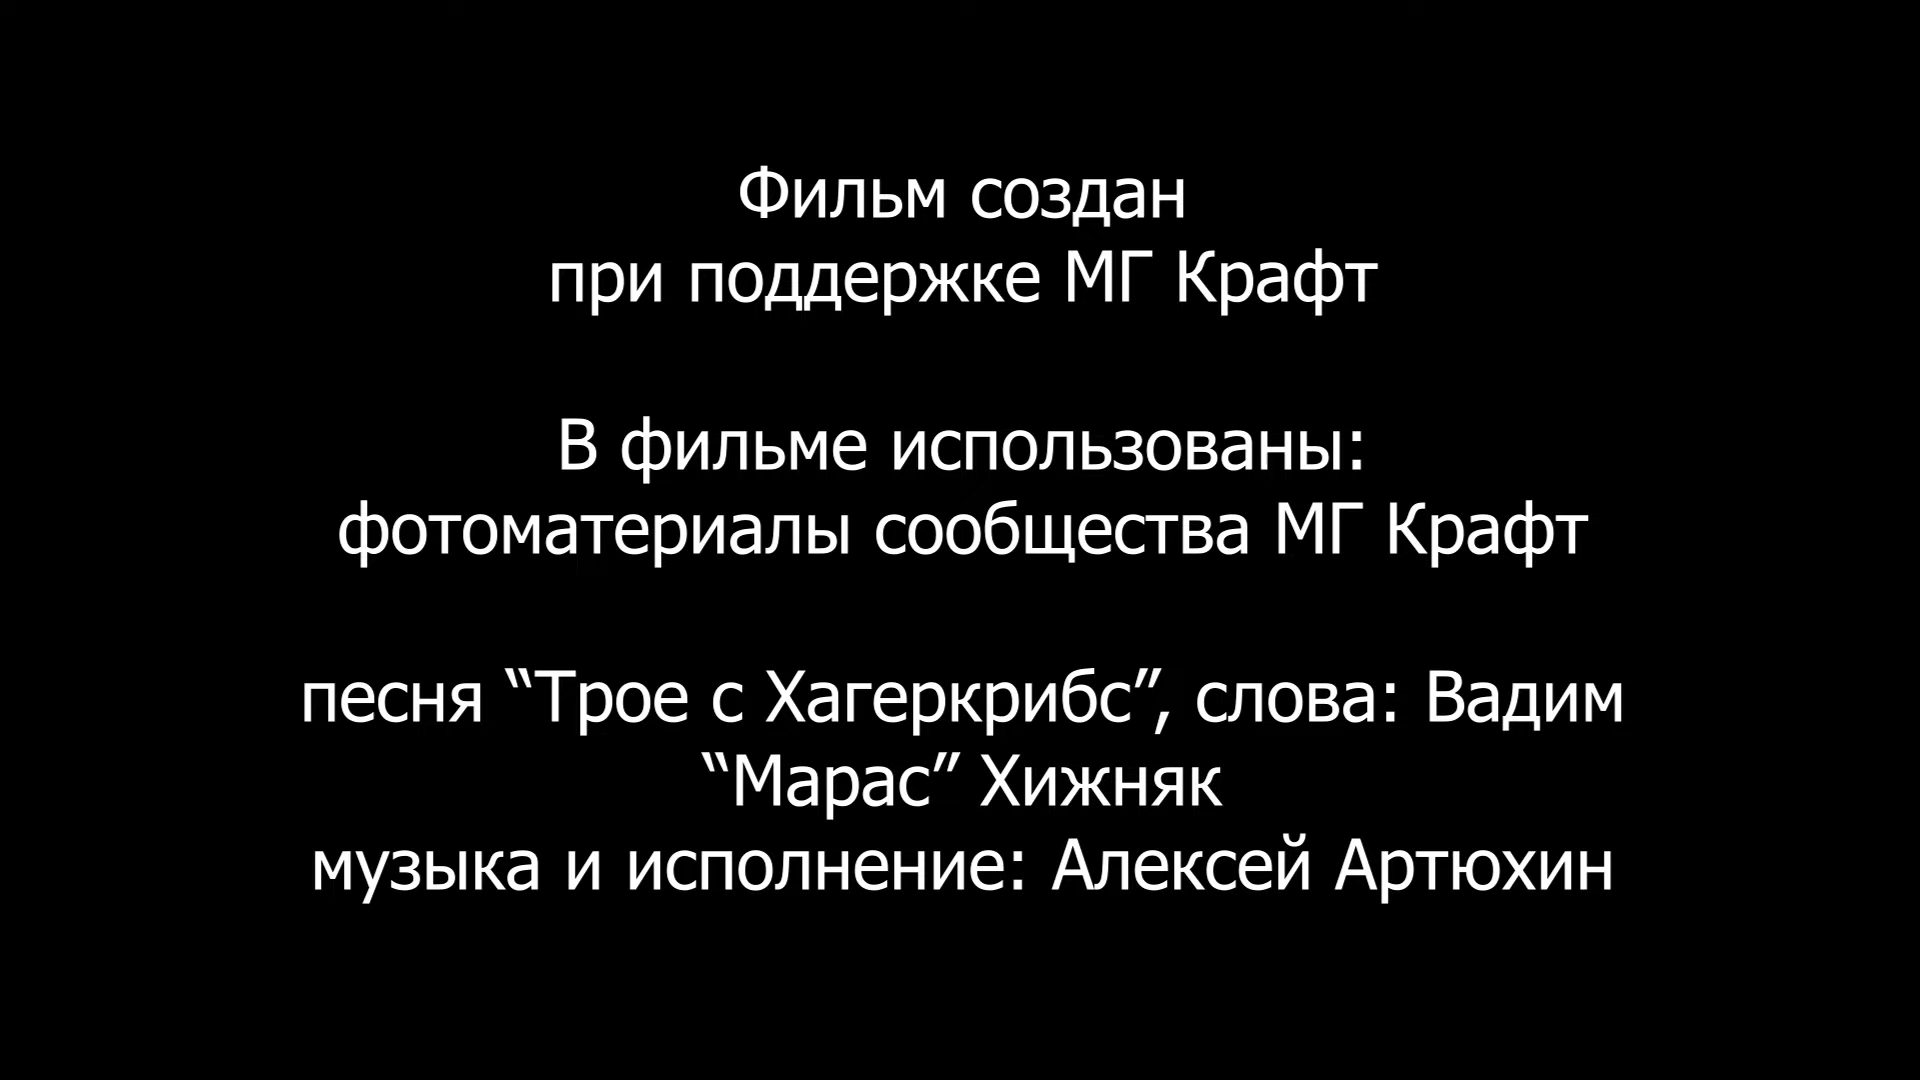 Фильм создан
при поддержке МГ Крафт
В фильме использованы:
фотоматериалы сообщества МГ Крафт
песня “Трое с Хагеркрибс”, слова: Вадим
“Марас” Хижняк
музыка и исполнение: Алексей Артюхин